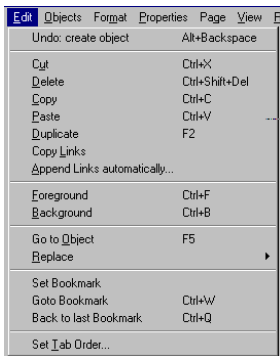 Edit Objects Format Properties Page View
Undo: create object Alt+Backspace
Cut Ctrl+X
Delete Ctrl+Shift+Del
Copy Ctrl+C
Paste Ctrl+V
Duplicate F2
Copy Links
Append Links automatically...
Foreground Ctrl+F
Background Ctrl+B
Go to Object F5
Replace
Set Bookmark
Goto Bookmark Ctrl+W
Back to last Bookmark Ctrl+Q
Set Tab Order...